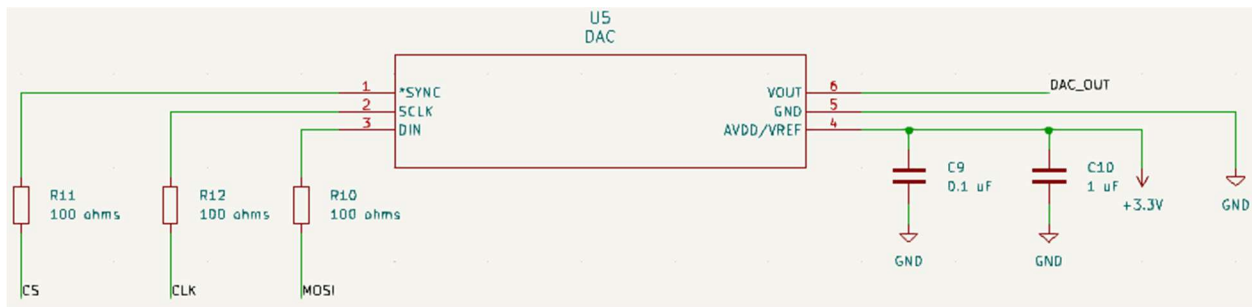 U5
DAC
1 *SYNC
2 SCLK
3 DIN
VOUT 6
GND 5
AVDD/VREF 4
DAC_OUT
R11
100 ohms
R12
100 ohms
R10
100 ohms
C9
0.1 uF
C10
1 uF
+3.3V
GND
GND
GND
CS
CLK
MOSI